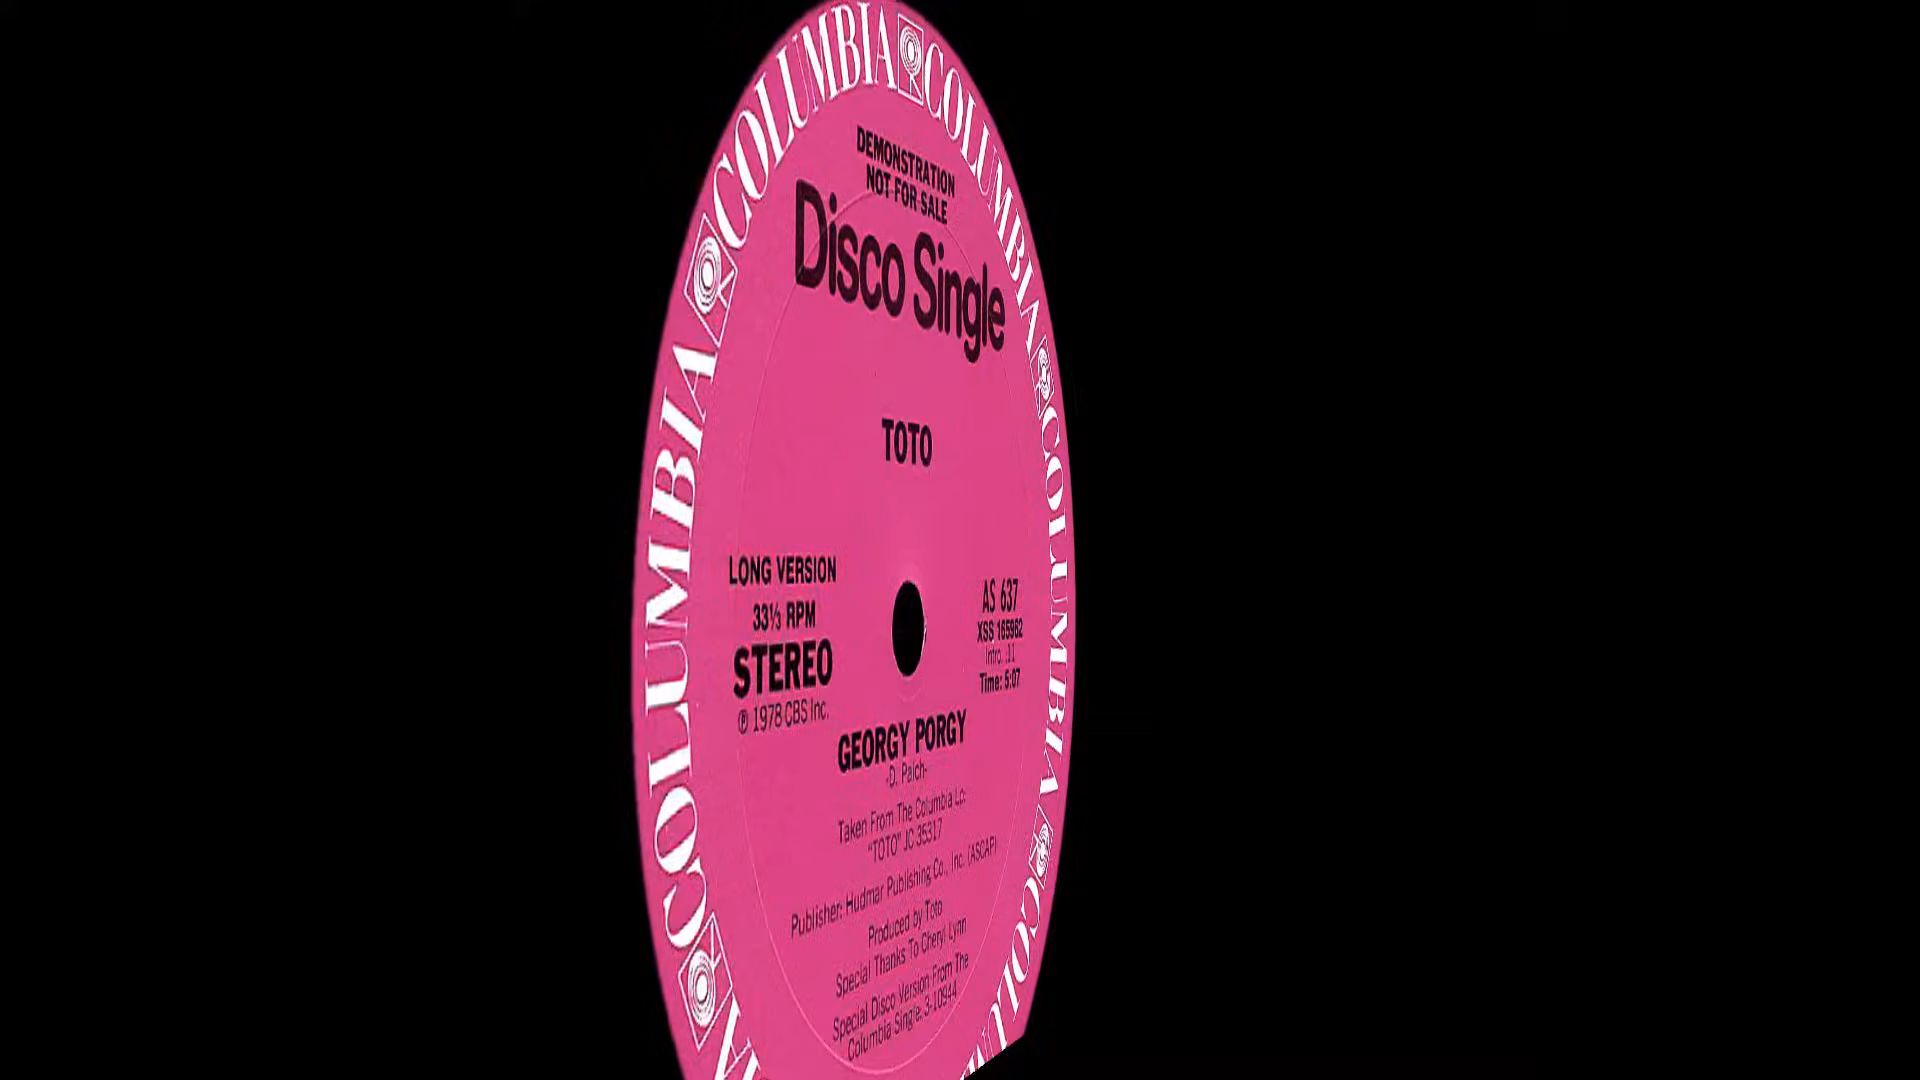 COLUMBIA COLUMBIA COLUMBIA COLUMBIA
DEMONSTRATION
NOT FOR SALE
Disco Single
TOTO
LONG VERSION
33⅓ RPM
STEREO
℗ 1978 CBS Inc.
AS 637
XSS 165962
Intro. :11
Time: 5:07
GEORGY PORGY
-D. Paich-
Taken From The Columbia Lp:
"TOTO" JC 35317
Publisher: Hudmar Publishing Co., Inc. (ASCAP)
Produced by Toto
Special Thanks To Cheryl Lynn
Special Disco Version From The
Columbia Single: 3-10944